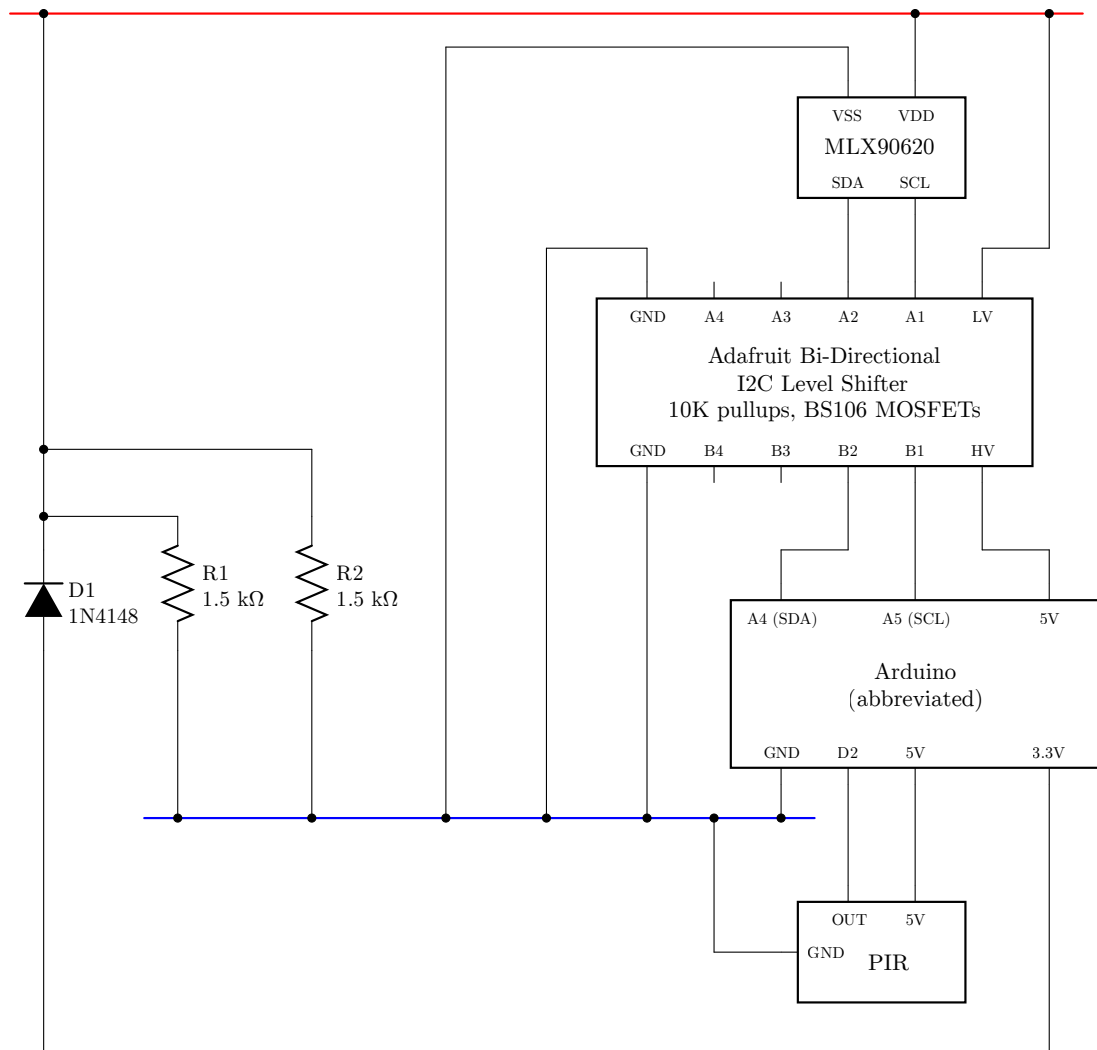 VSS VDD
MLX90620
SDA SCL
GND A4 A3 A2 A1 LV
Adafruit Bi-Directional
I2C Level Shifter
10K pullups, BS106 MOSFETs
GND B4 B3 B2 B1 HV
D1
1N4148
R1
1.5 kΩ
R2
1.5 kΩ
A4 (SDA) A5 (SCL) 5V
Arduino
(abbreviated)
GND D2 5V 3.3V
OUT 5V
GND
PIR